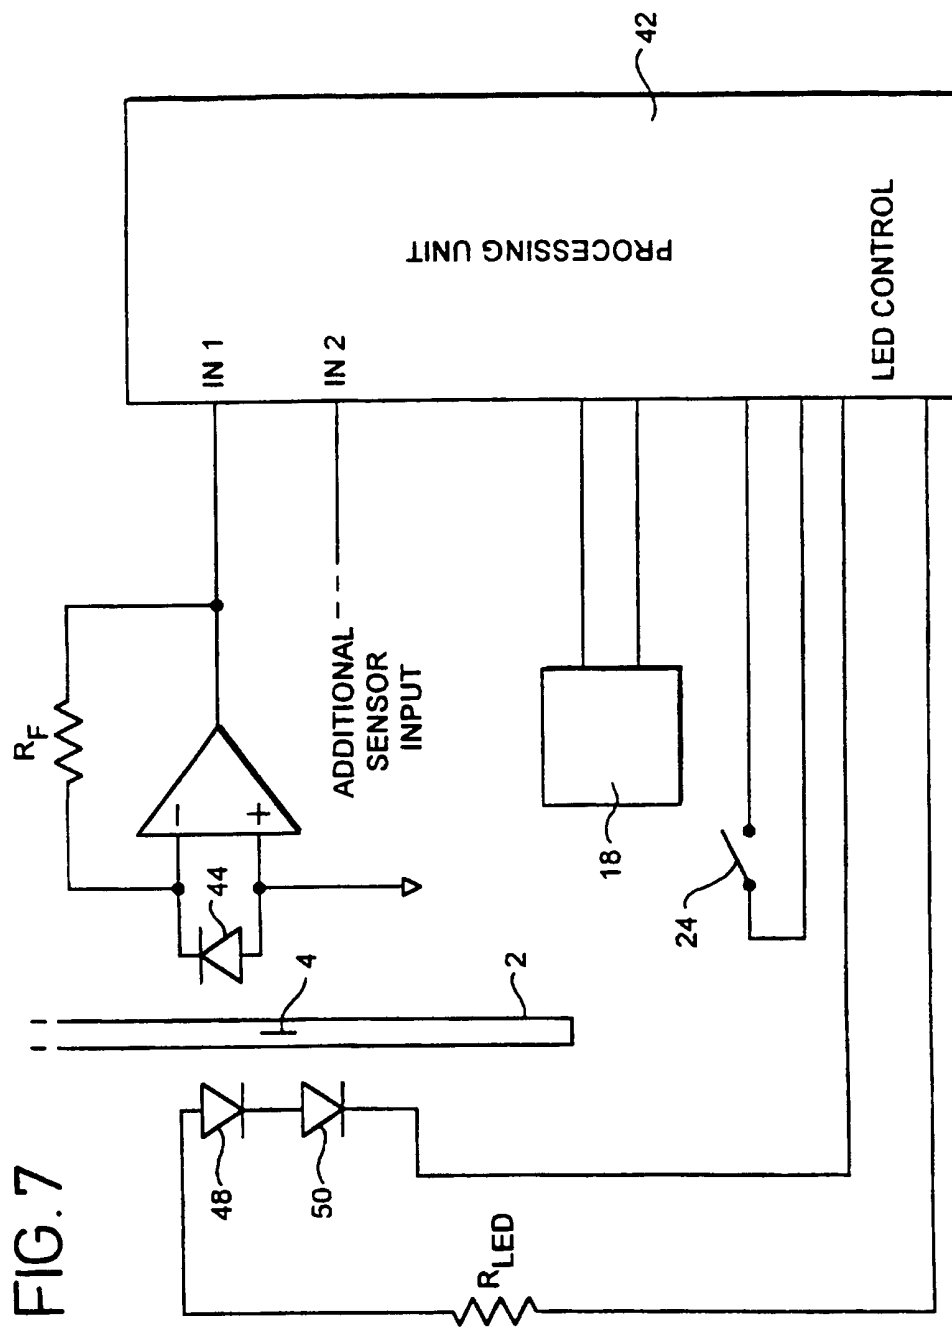 FIG. 7
42
PROCESSING UNIT
IN 1
IN 2
LED CONTROL
R_F
−
+
44
ADDITIONAL
SENSOR
INPUT
4
2
18
24
48
50
R_LED